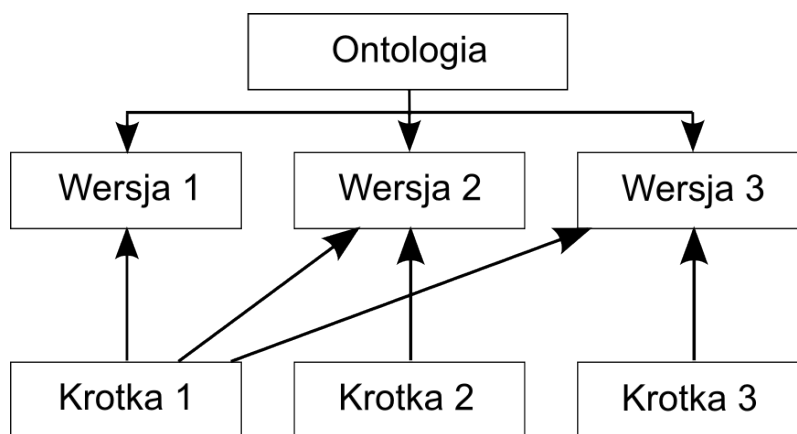 Ontologia
Wersja 1
Wersja 2
Wersja 3
Krotka 1
Krotka 2
Krotka 3